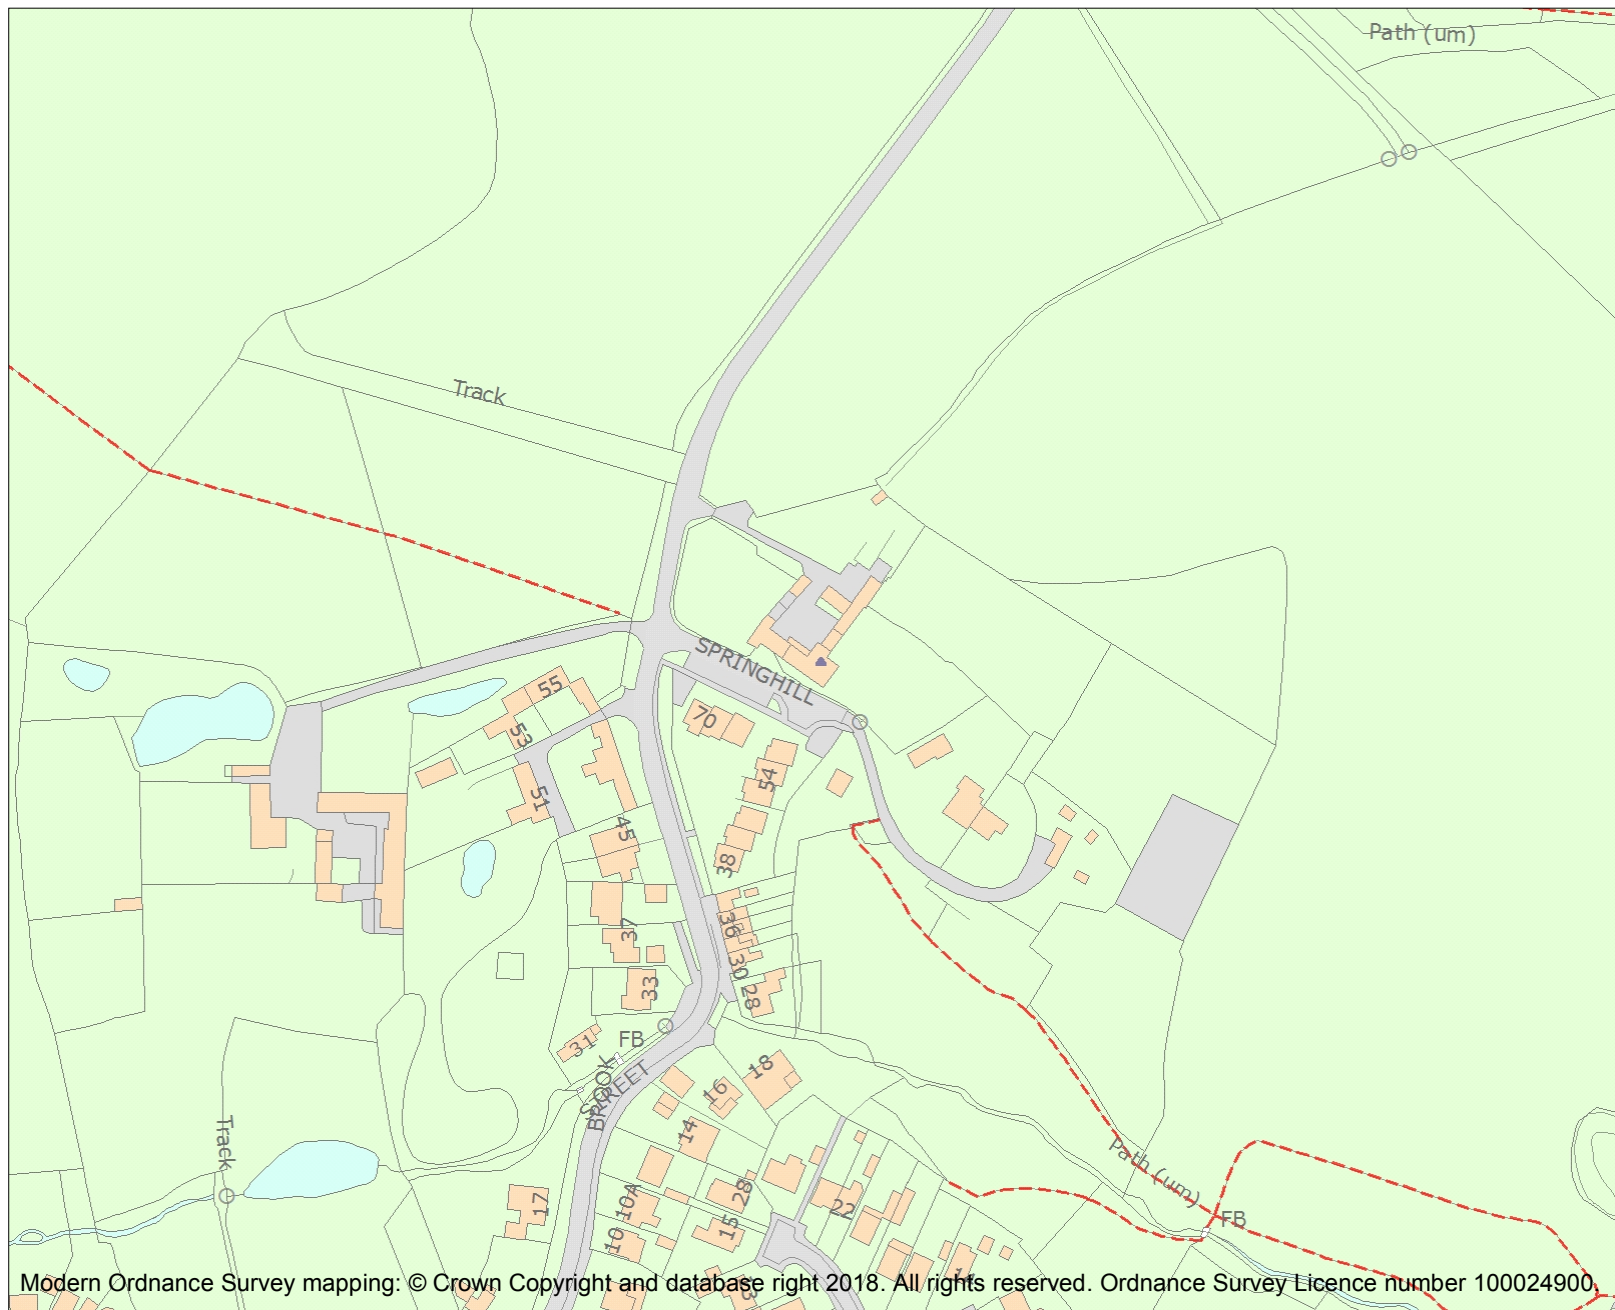 Path (um)
Track
SPRINGHILL
55
70
53
54
51
45
38
36
37
30
33
28
FB
31
BROOK
STREET
18
16
14
Track
Path (um)
28
17
10A
22
15
10
FB
Modern Ordnance Survey mapping: © Crown Copyright and database right 2018. All rights reserved. Ordnance Survey Licence number 100024900.